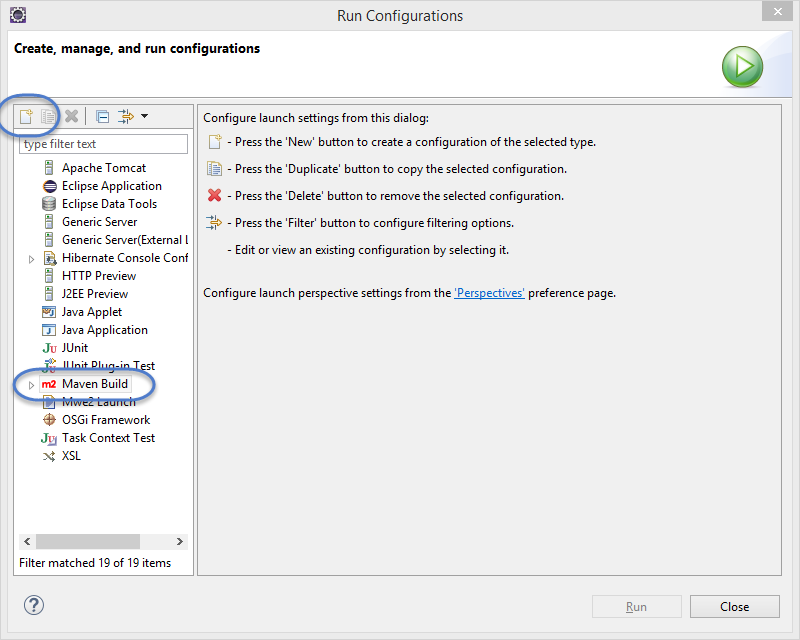 Run Configurations
Create, manage, and run configurations
type filter text
Apache Tomcat
Eclipse Application
Eclipse Data Tools
Generic Server
Generic Server(External L
Hibernate Console Conf
HTTP Preview
J2EE Preview
Java Applet
Java Application
JUnit
JUnit Plug-in Test
m2 Maven Build
Mwe2 Launch
OSGi Framework
Task Context Test
XSL
Filter matched 19 of 19 items
Configure launch settings from this dialog:
- Press the 'New' button to create a configuration of the selected type.
- Press the 'Duplicate' button to copy the selected configuration.
- Press the 'Delete' button to remove the selected configuration.
- Press the 'Filter' button to configure filtering options.
- Edit or view an existing configuration by selecting it.
Configure launch perspective settings from the 'Perspectives' preference page.
Run
Close